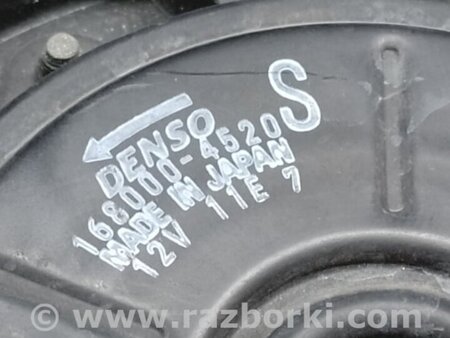 S
DENSO
168000-4520
MADE IN JAPAN
12V 11E 7
© www.razborki.com